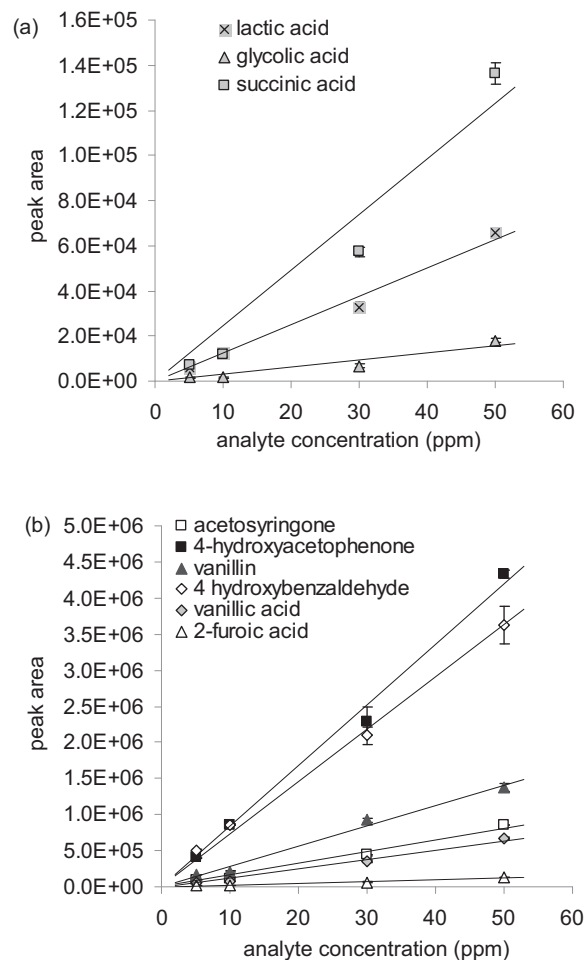 (a)
lactic acid
glycolic acid
succinic acid
1.6E+05
1.4E+05
1.2E+05
1.0E+05
8.0E+04
6.0E+04
4.0E+04
2.0E+04
0.0E+00
peak area
0 10 20 30 40 50 60
analyte concentration (ppm)
(b)
acetosyringone
4-hydroxyacetophenone
vanillin
4 hydroxybenzaldehyde
vanillic acid
2-furoic acid
5.0E+06
4.5E+06
4.0E+06
3.5E+06
3.0E+06
2.5E+06
2.0E+06
1.5E+06
1.0E+06
5.0E+05
0.0E+00
peak area
0 10 20 30 40 50 60
analyte concentration (ppm)